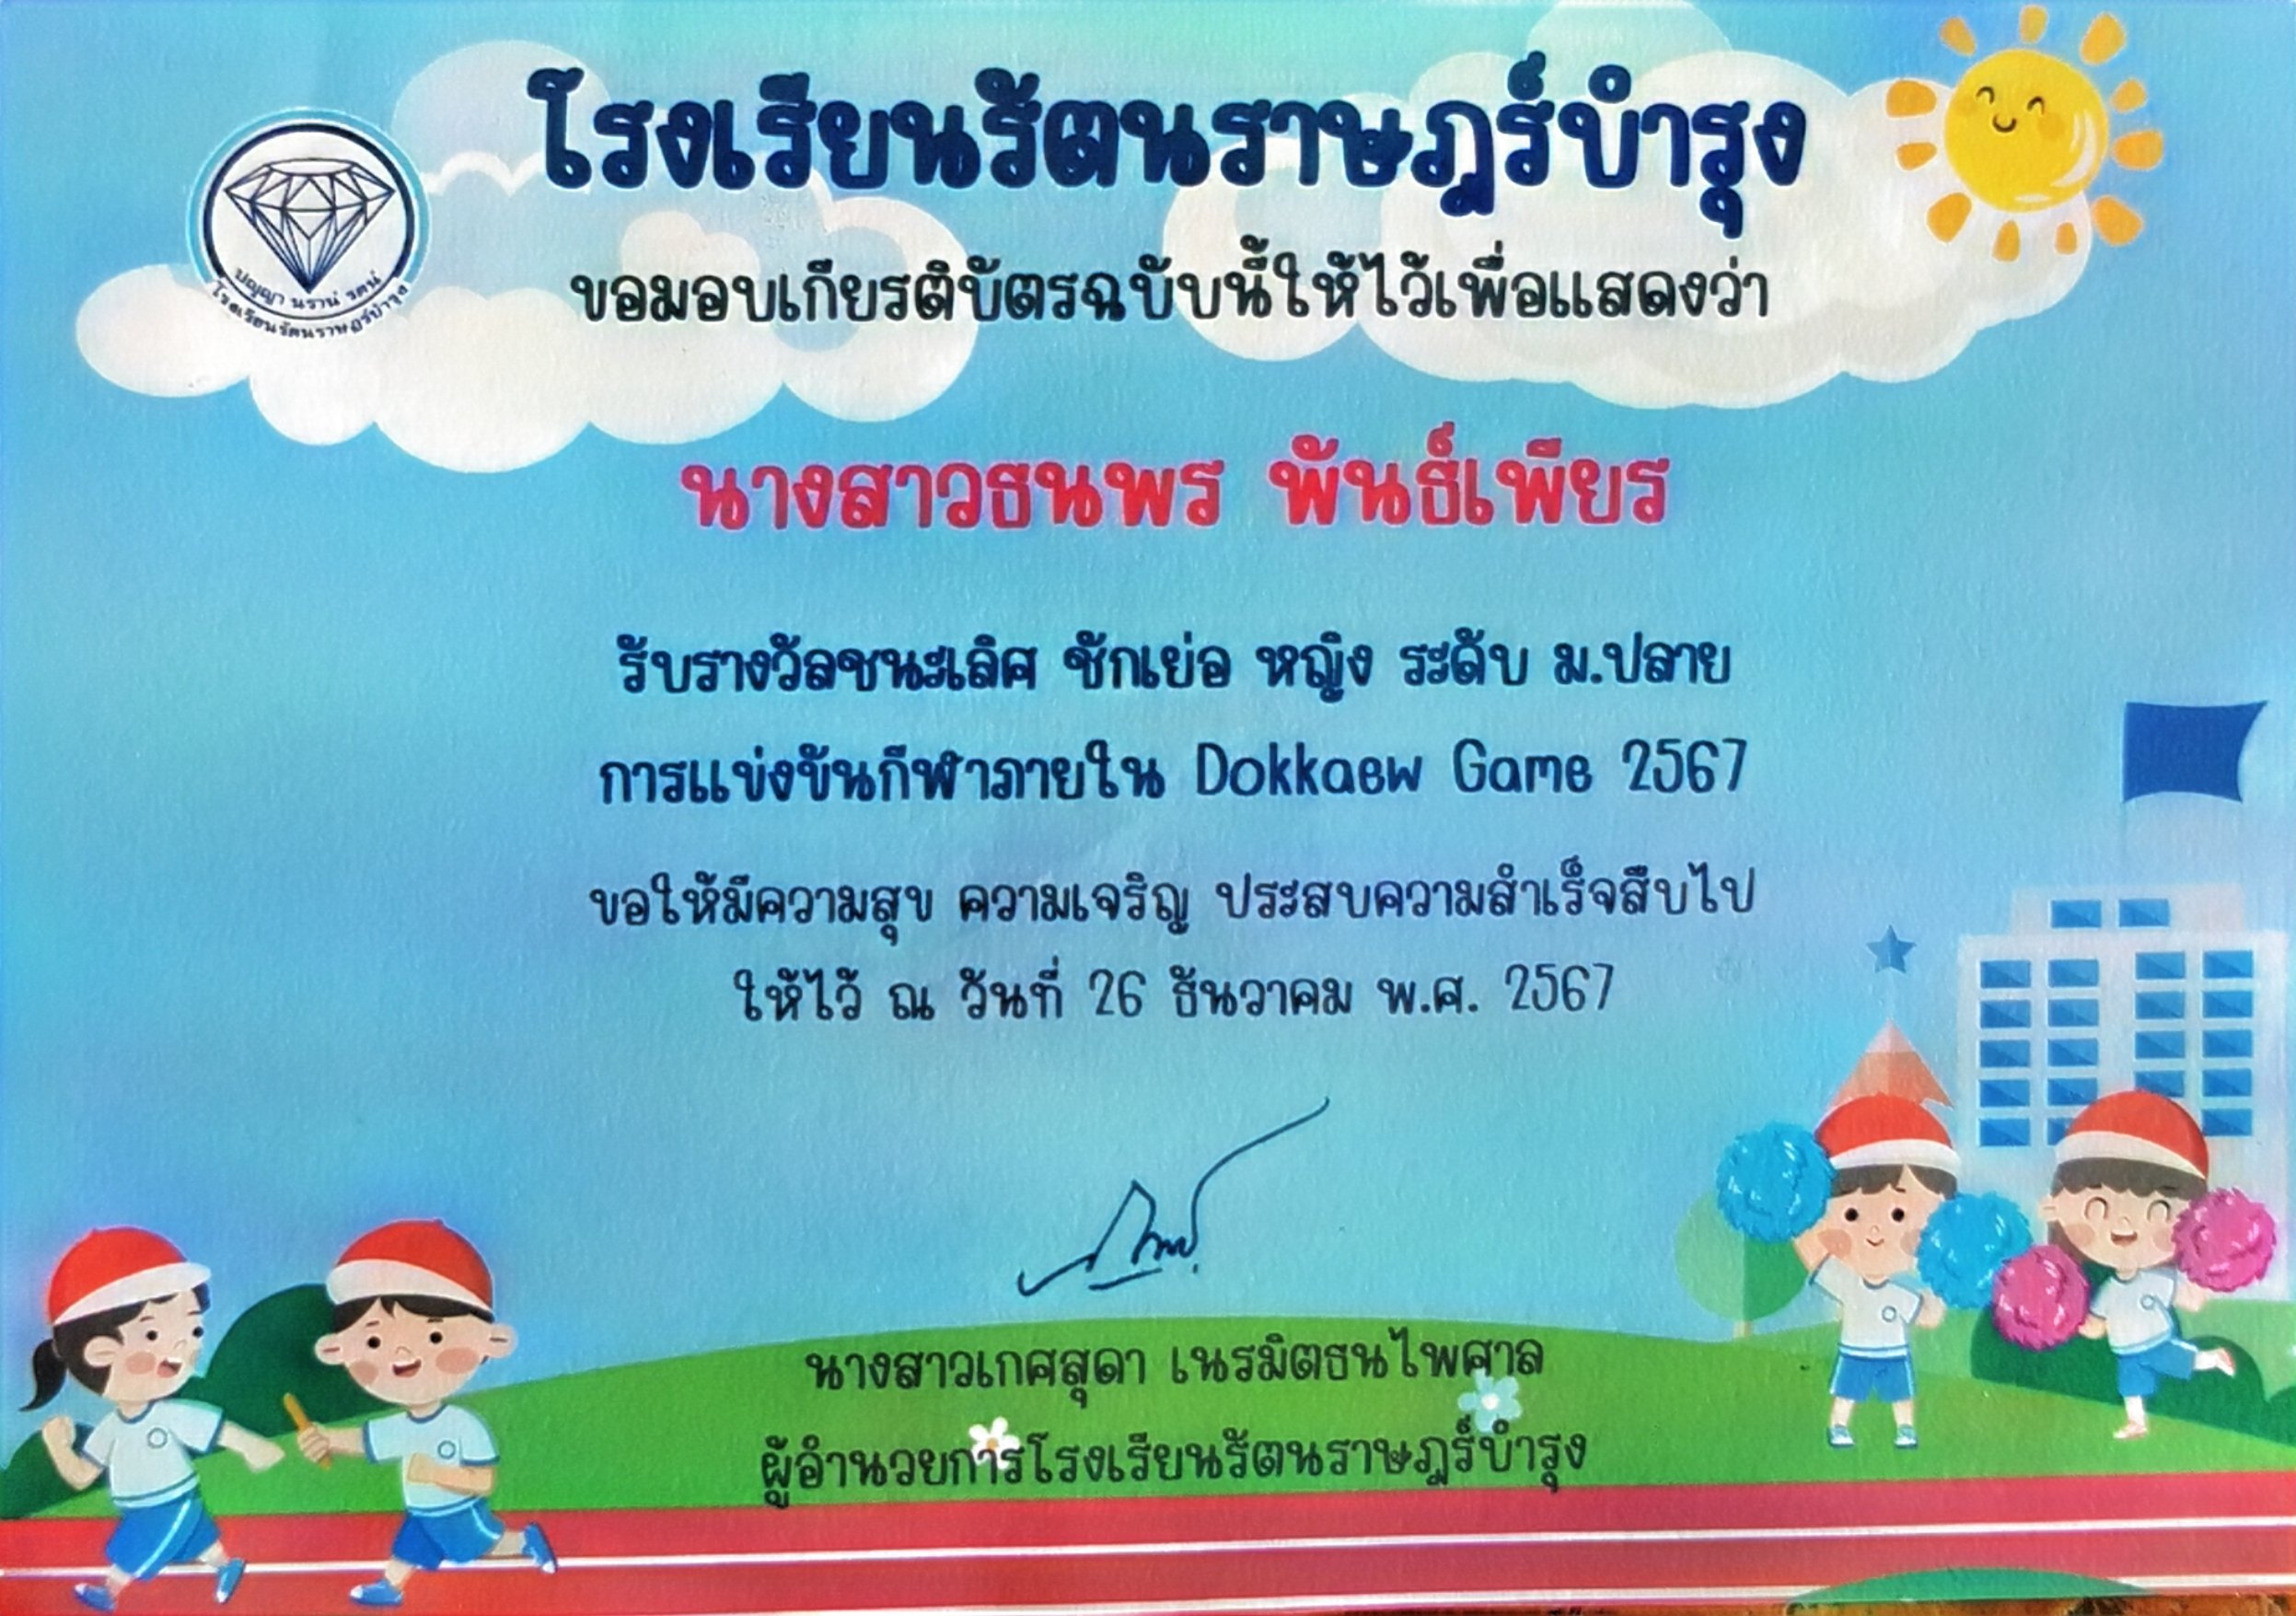 โรงเรียนรัตนราษฎร์บำรุง
ปญฺญา นรานํ รตนํ
โรงเรียนรัตนราษฎร์บำรุง
ขอมอบเกียรติบัตรฉบับนี้ให้ไว้เพื่อแสดงว่า
นางสาวธนพร พันธ์เพียร
รับรางวัลชนะเลิศ ชักเย่อ หญิง ระดับ ม.ปลาย
การแข่งขันกีฬาภายใน Dokkaew Game 2567
ขอให้มีความสุข ความเจริญ ประสบความสำเร็จสืบไป
ให้ไว้ ณ วันที่ 26 ธันวาคม พ.ศ. 2567
นางสาวเกศสุดา เนรมิตธนไพศาล
ผู้อำนวยการโรงเรียนรัตนราษฎร์บำรุง